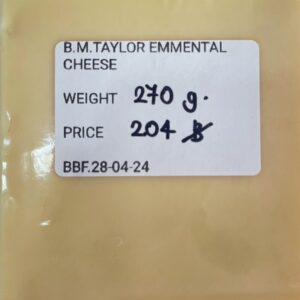 B.M.TAYLOR EMMENTAL
CHEESE
WEIGHT 270 g.
PRICE 204 ฿
BBF.28-04-24